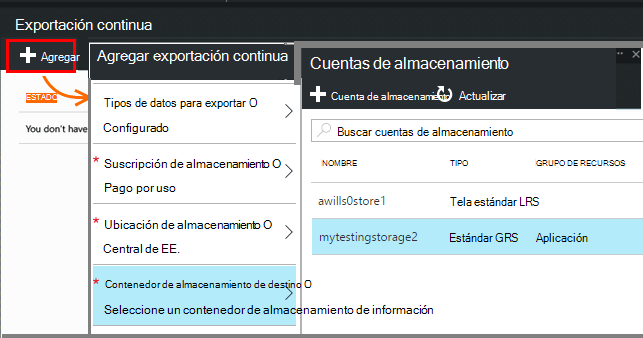 Exportación continua
Agregar
ESTADO
You don't have
Agregar exportación continua
Tipos de datos para exportar O
Configurado
* Suscripción de almacenamiento O
Pago por uso
* Ubicación de almacenamiento O
Central de EE.
* Contenedor de almacenamiento de destino O
Seleccione un contenedor de almacenamiento de información
Cuentas de almacenamiento
Cuenta de almacenamiento
Actualizar
Buscar cuentas de almacenamiento
NOMBRE TIPO GRUPO DE RECURSOS
awills0store1 Tela estándar LRS
mytestingstorage2 Estándar GRS Aplicación